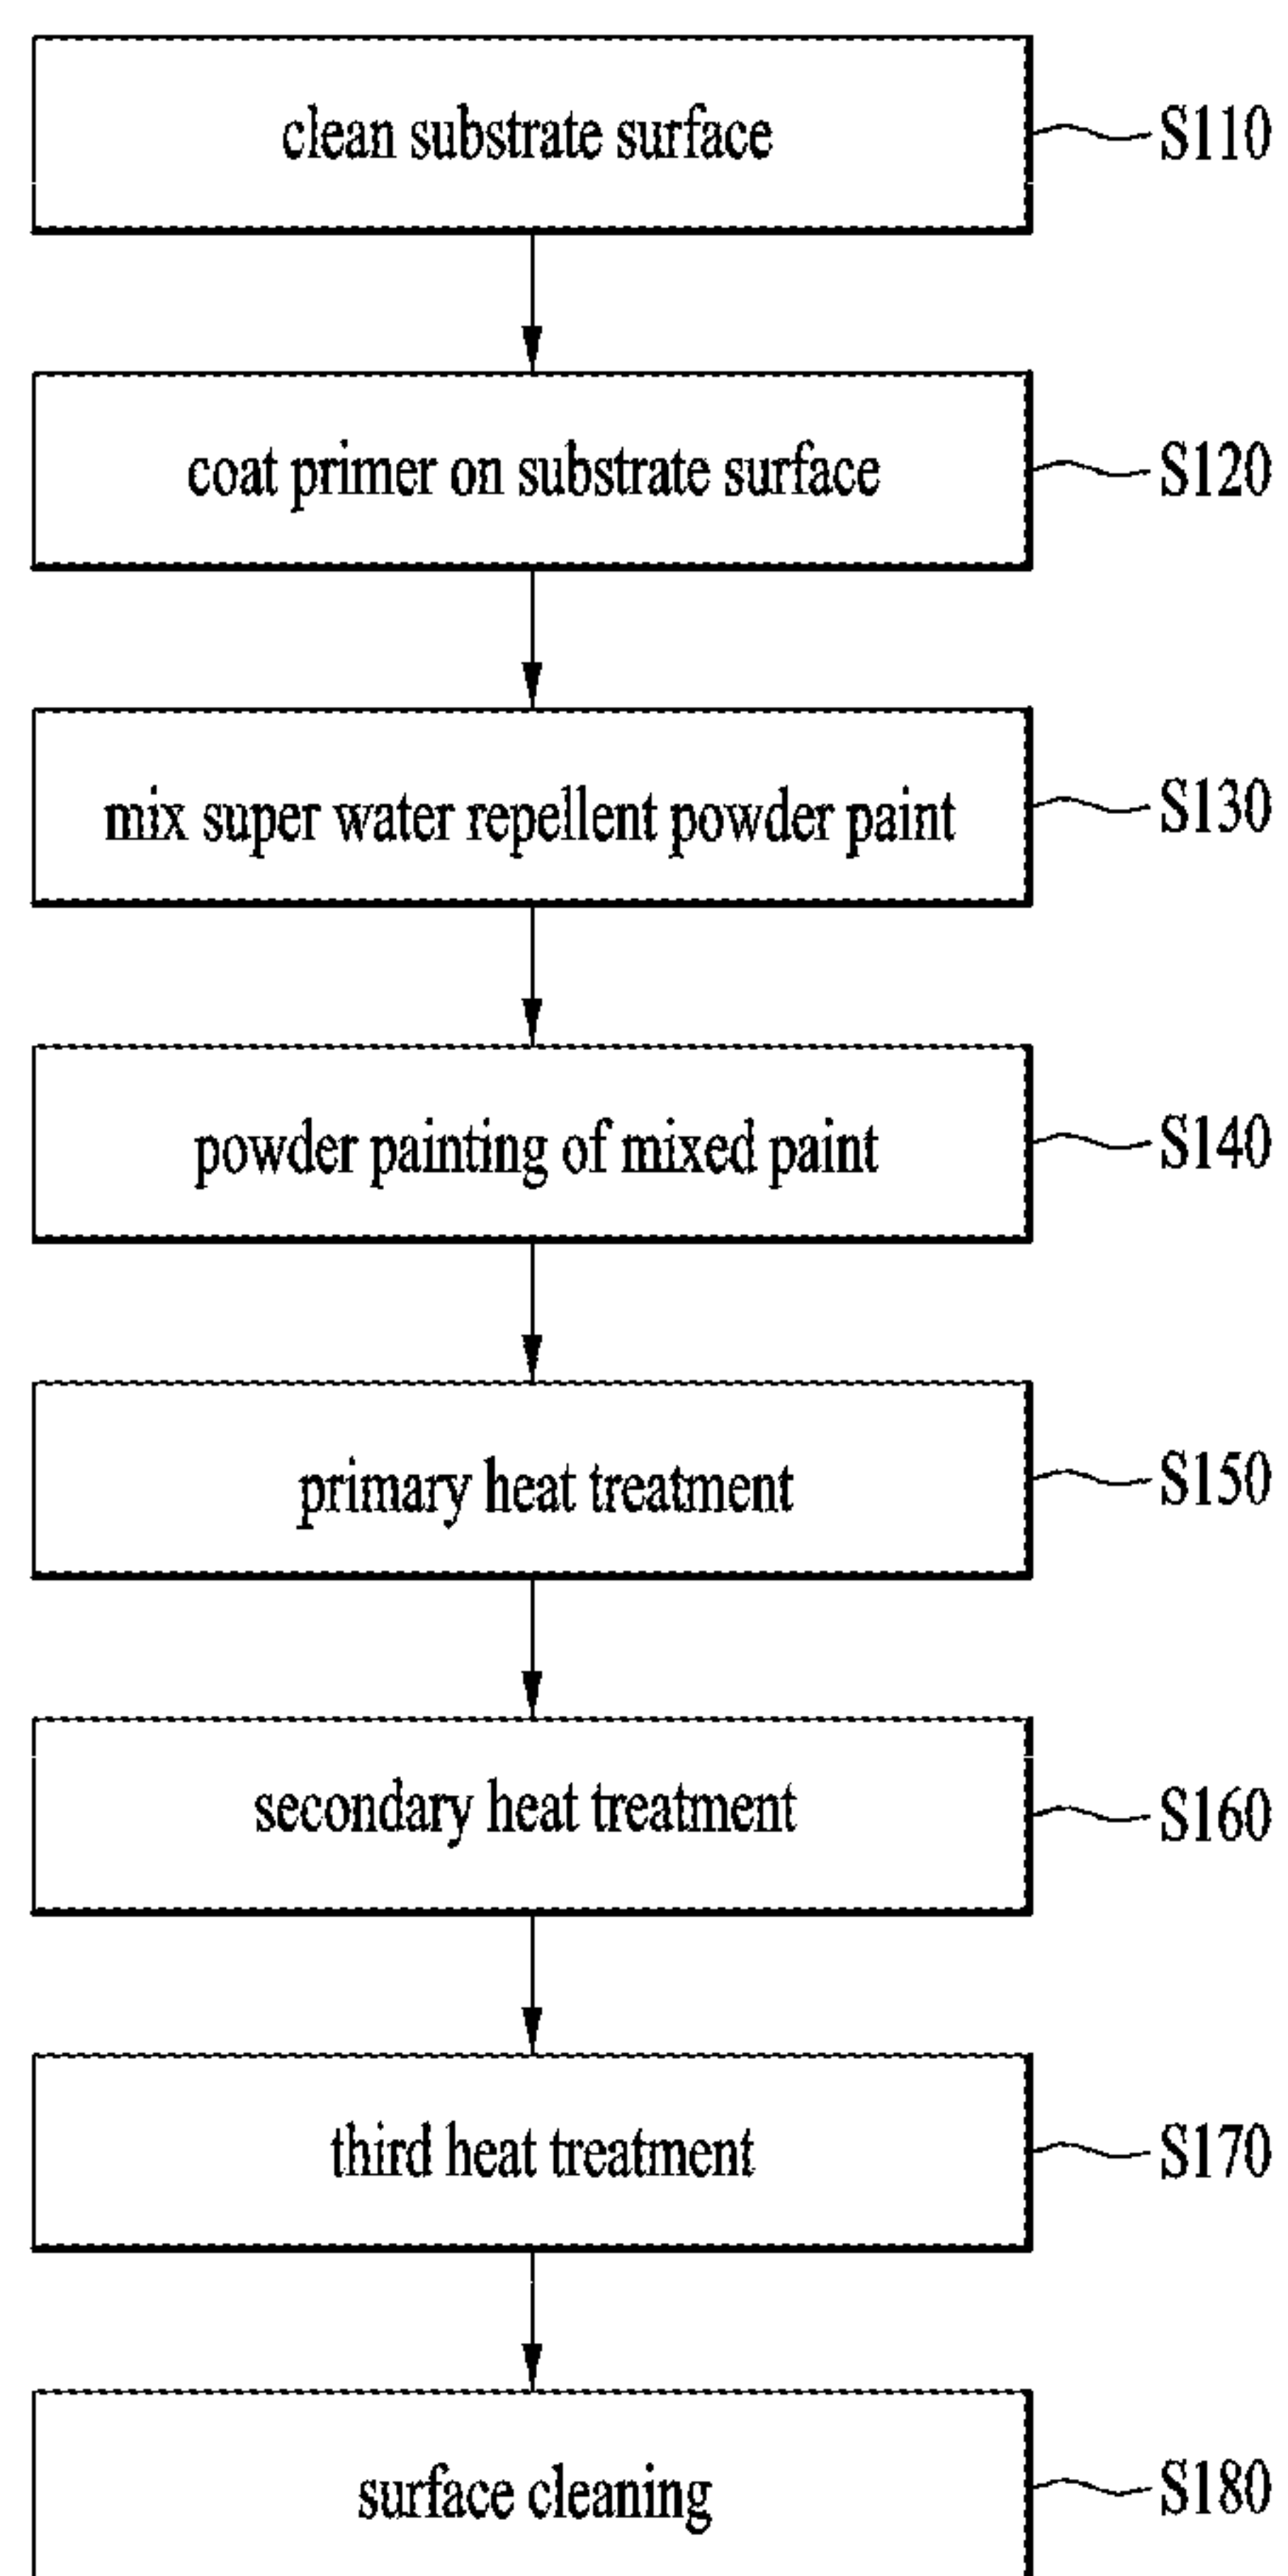 clean substrate surface
S110
coat primer on substrate surface
S120
mix super water repellent powder paint
S130
powder painting of mixed paint
S140
primary heat treatment
S150
secondary heat treatment
S160
third heat treatment
S170
surface cleaning
S180